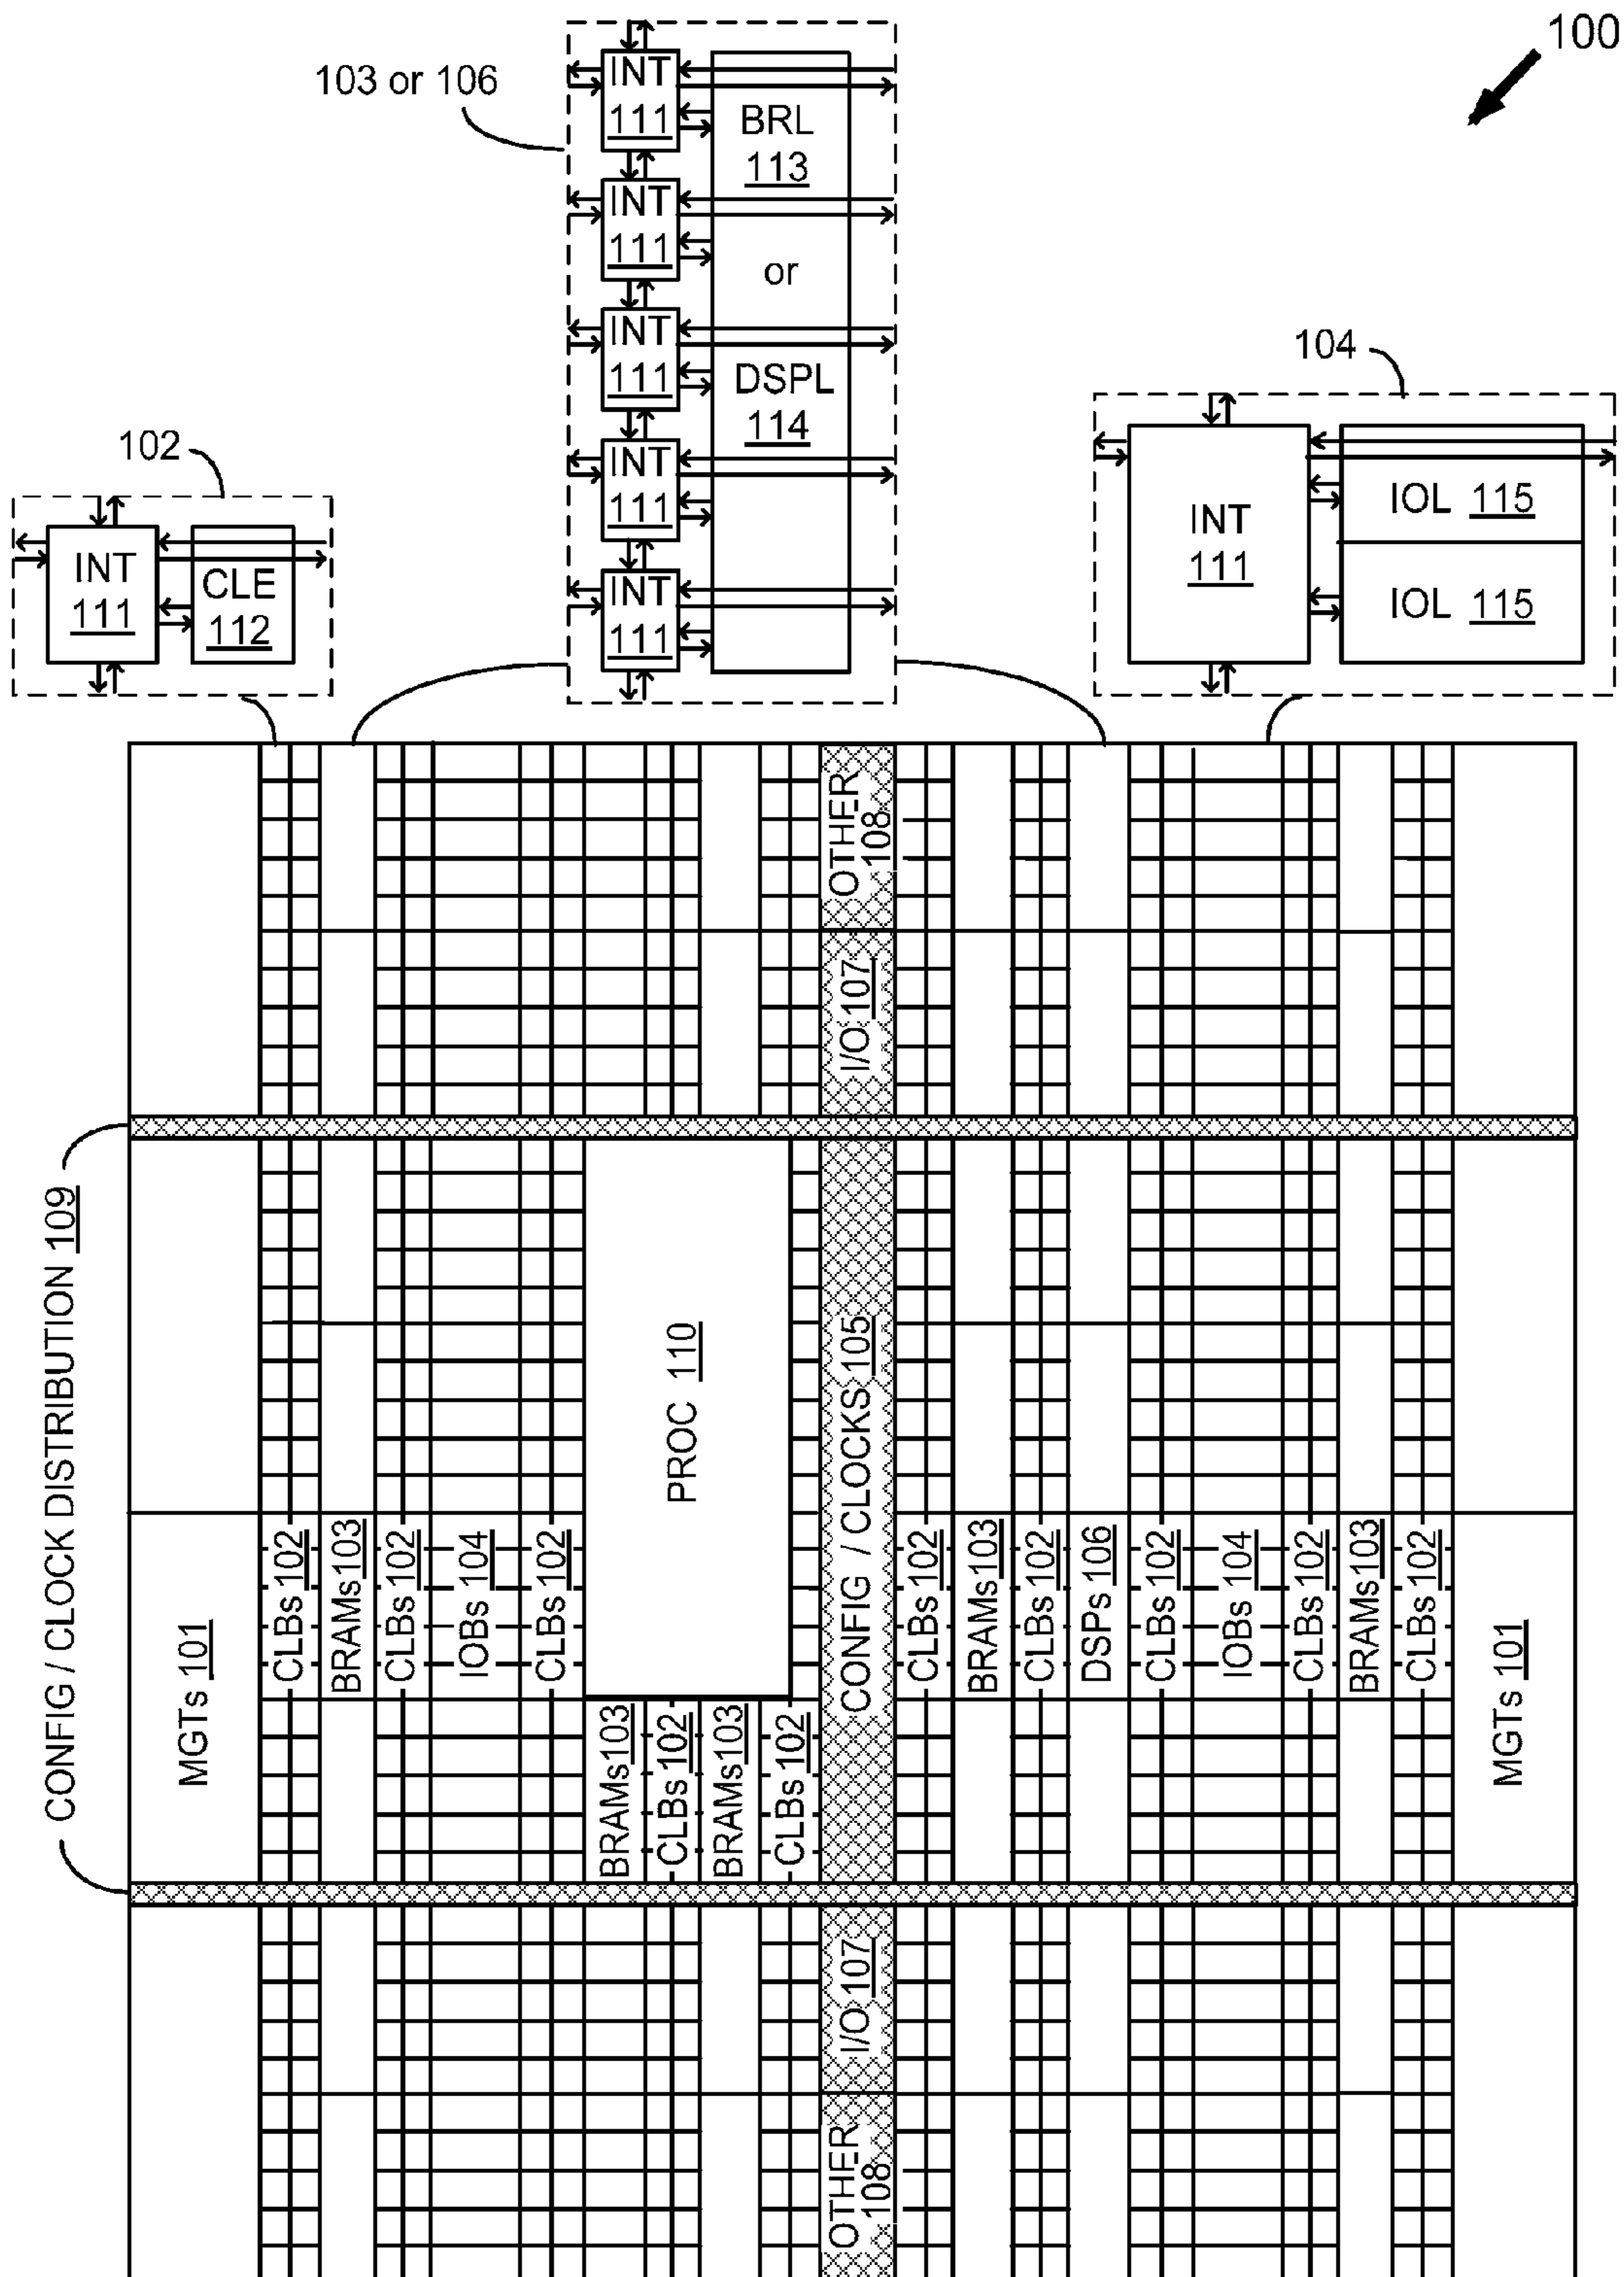 100
103 or 106
INT
111
INT
111
INT
111
INT
111
INT
111
BRL
113
or
DSPL
114
104
INT
111
IOL 115
IOL 115
102
INT
111
CLE
112
OTHER
108
I/O 107
CONFIG / CLOCK DISTRIBUTION 109
PROC 110
CONFIG / CLOCKS 105
MGTs 101
CLBs 102
BRAMs 103
CLBs 102
IOBs 104
CLBs 102
BRAMs 103
CLBs 102
BRAMs 103
CLBs 102
CLBs 102
BRAMs 103
CLBs 102
DSPs 106
CLBs 102
IOBs 104
CLBs 102
BRAMs 103
CLBs 102
MGTs 101
I/O 107
OTHER
108